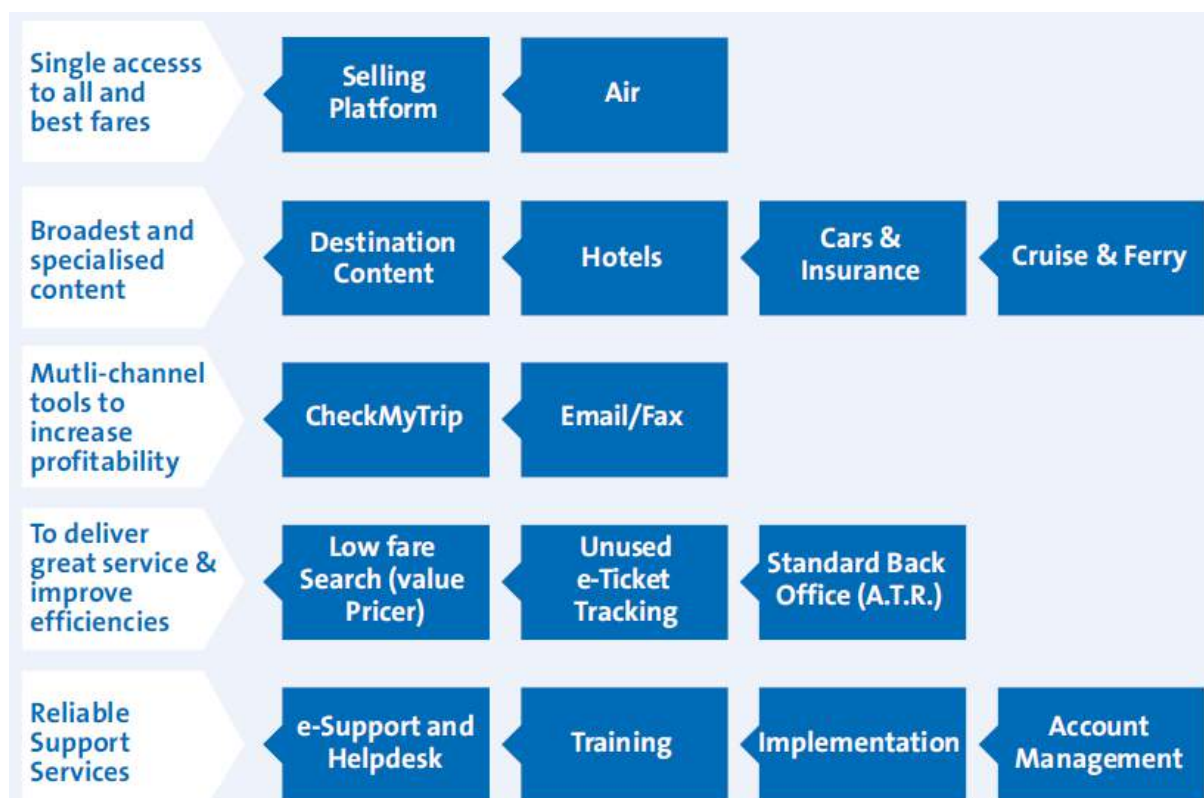 Single accesss
to all and
best fares
Selling
Platform
Air
Broadest and
specialised
content
Destination
Content
Hotels
Cars &
Insurance
Cruise & Ferry
Mutli-channel
tools to
increase
profitability
CheckMyTrip
Email/Fax
To deliver
great service &
improve
efficiencies
Low fare
Search (value
Pricer)
Unused
e-Ticket
Tracking
Standard Back
Office (A.T.R.)
Reliable
Support
Services
e-Support and
Helpdesk
Training
Implementation
Account
Management